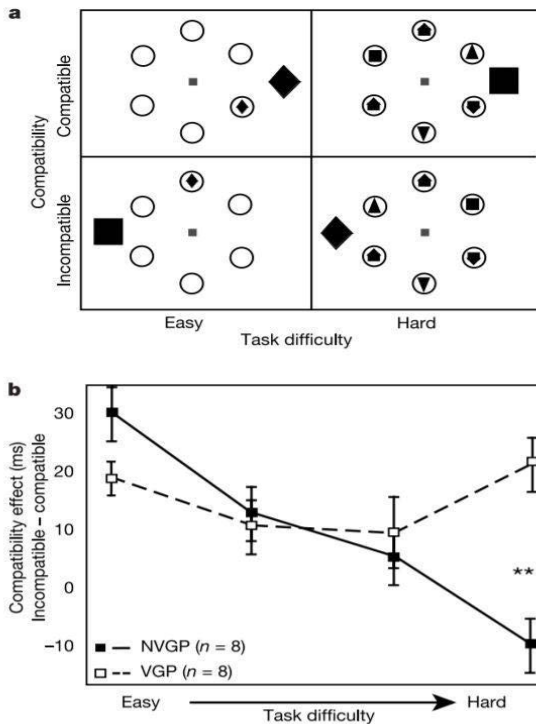 a
Compatibility
Compatible
Incompatible
Easy
Hard
Task difficulty
b
Compatibility effect (ms)
Incompatible – compatible
30
20
10
0
–10
**
NVGP (n = 8)
VGP (n = 8)
Easy
Hard
Task difficulty